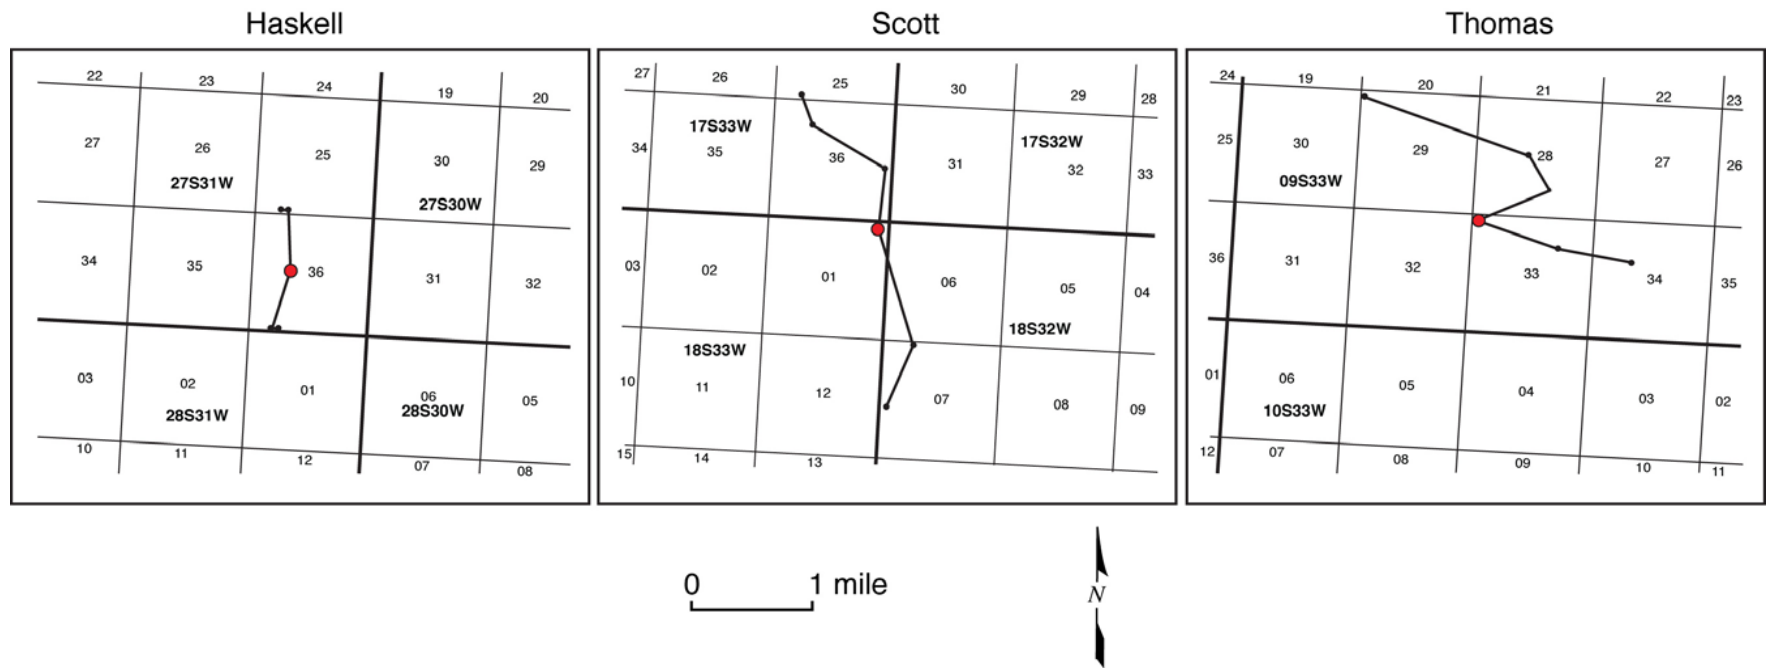 Haskell
Scott
Thomas
22 23 24 19 20
27 26 25 30 29
27S31W 27S30W
34 35 36 31 32
03 02 01 06 05
28S31W 28S30W
10 11 12 07 08
27 26 25 30 29 28
17S33W 17S32W
34 35 36 31 32 33
03 02 01 06 05 04
18S33W 18S32W
10 11 12 07 08 09
15 14 13
24 19 20 21 22 23
25 30 29 28 27 26
09S33W
36 31 32 33 34 35
01 06 05 04 03 02
10S33W
12 07 08 09 10 11
0 1 mile
N